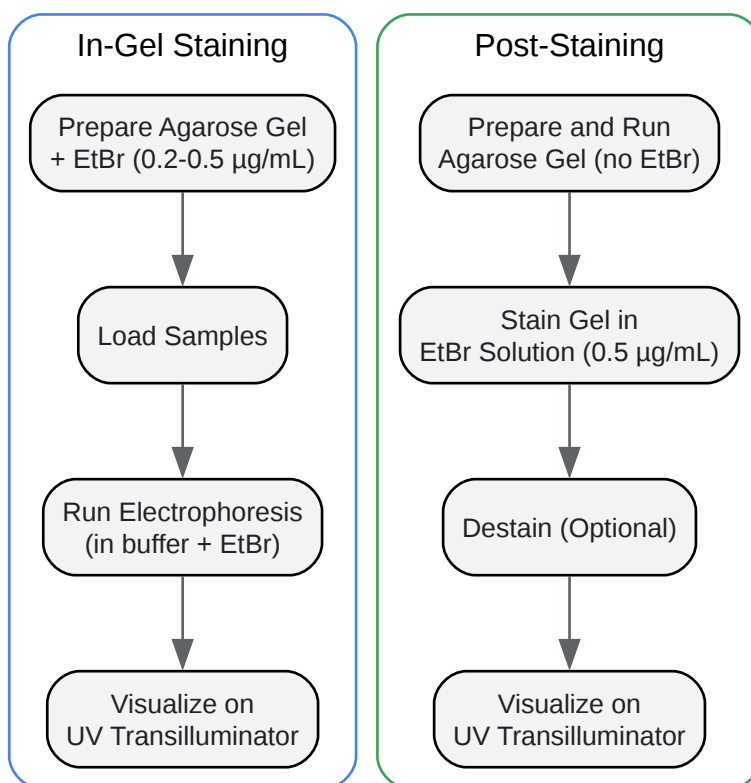 In-Gel Staining
Prepare Agarose Gel
+ EtBr (0.2-0.5 µg/mL)
Load Samples
Run Electrophoresis
(in buffer + EtBr)
Visualize on
UV Transilluminator
Post-Staining
Prepare and Run
Agarose Gel (no EtBr)
Stain Gel in
EtBr Solution (0.5 µg/mL)
Destain (Optional)
Visualize on
UV Transilluminator